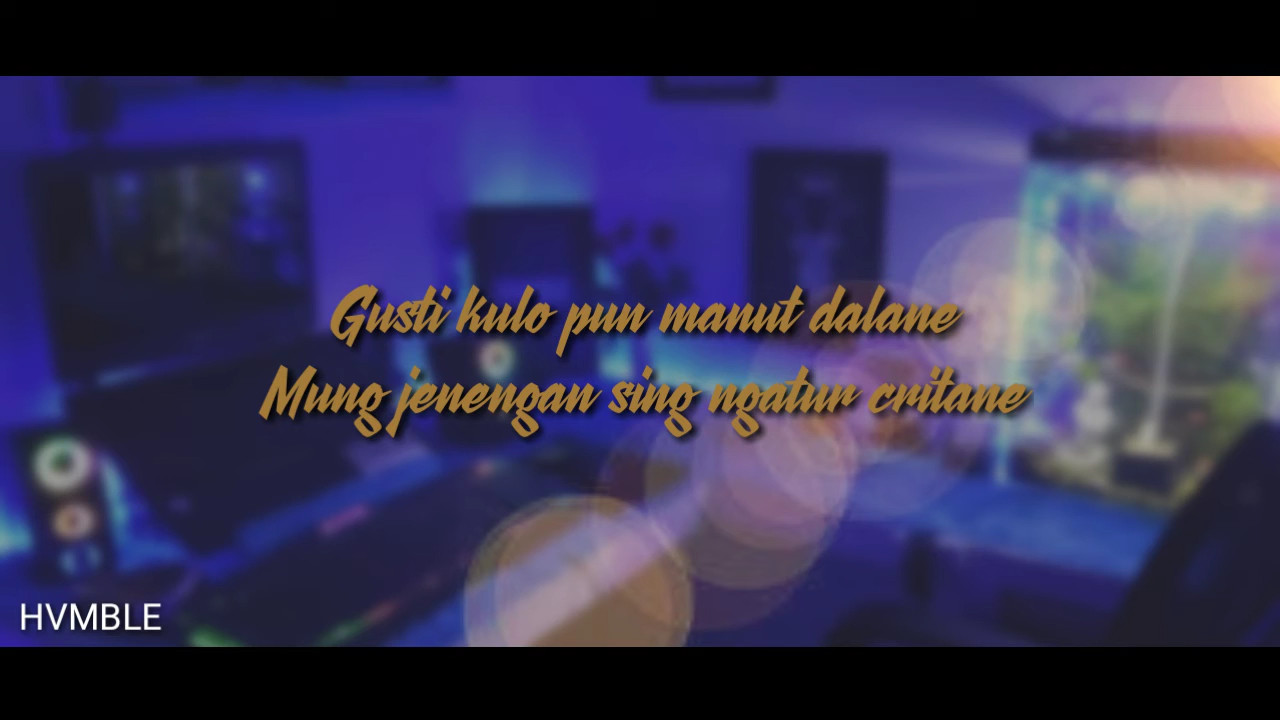 Gusti kulo pun manut dalane
Mung jenengan sing ngatur critane
HVMBLE